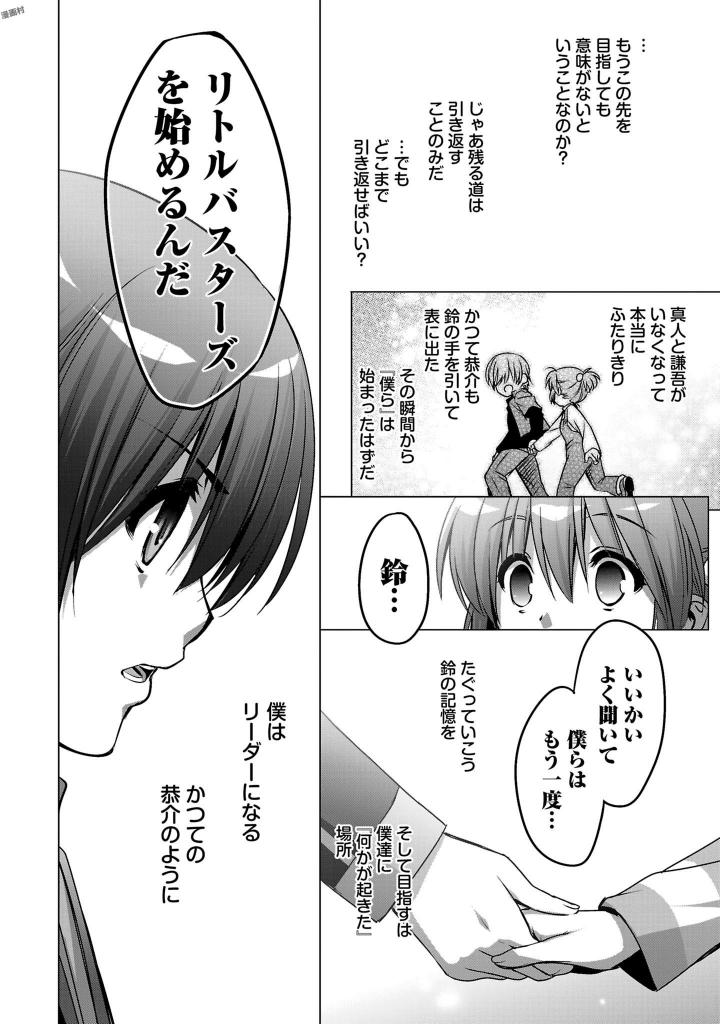 …
もうこの先を
目指しても
意味がないと
いうことなのか？
じゃあ残る道は
引き返す
ことのみだ
…でも
どこまで
引き返せばいい？
真人と謙吾が
いなくなって
本当に
ふたりきり
かつて恭介も
鈴の手を引いて
表に出た
その瞬間から
『僕ら』は
始まったはずだ
鈴…
いいかい
よく聞いて
僕らは
もう一度…
たぐっていこう
鈴の記憶を
そして目指すは
僕達に
『何かが起きた』
場所
リトルバスターズ
を始めるんだ
僕は
リーダーになる
かつての
恭介のように
漫画村